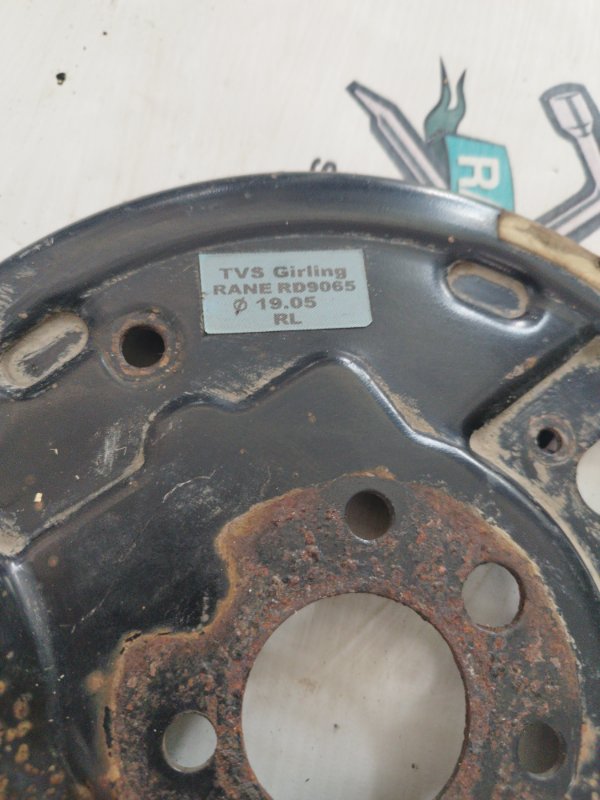 S
R
TVS Girling
RANE RD9065
Ø 19.05
RL